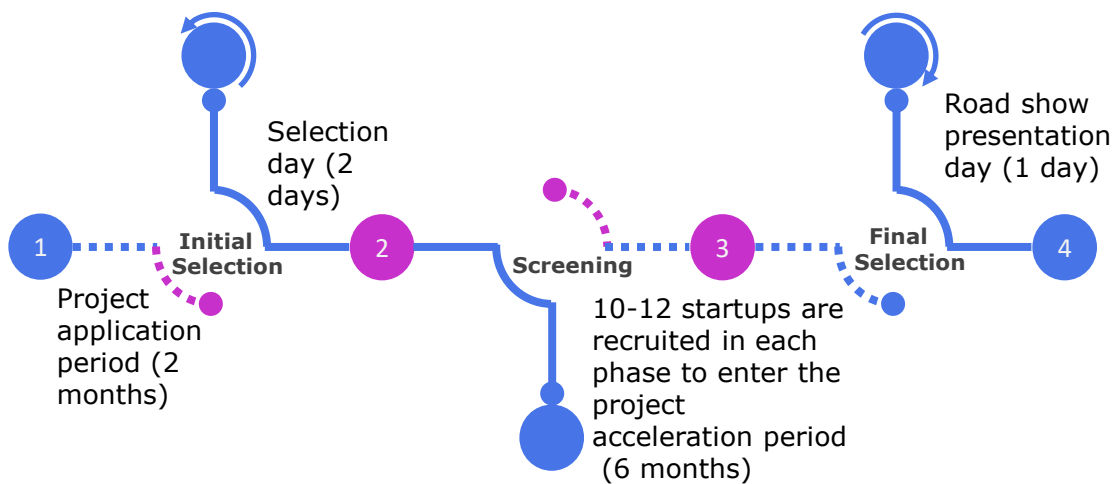 1
Project
application
period (2
months)
Initial
Selection
Selection
day (2
days)
2
Screening
10-12 startups are
recruited in each
phase to enter the
project
acceleration period
(6 months)
3
Final
Selection
Road show
presentation
day (1 day)
4